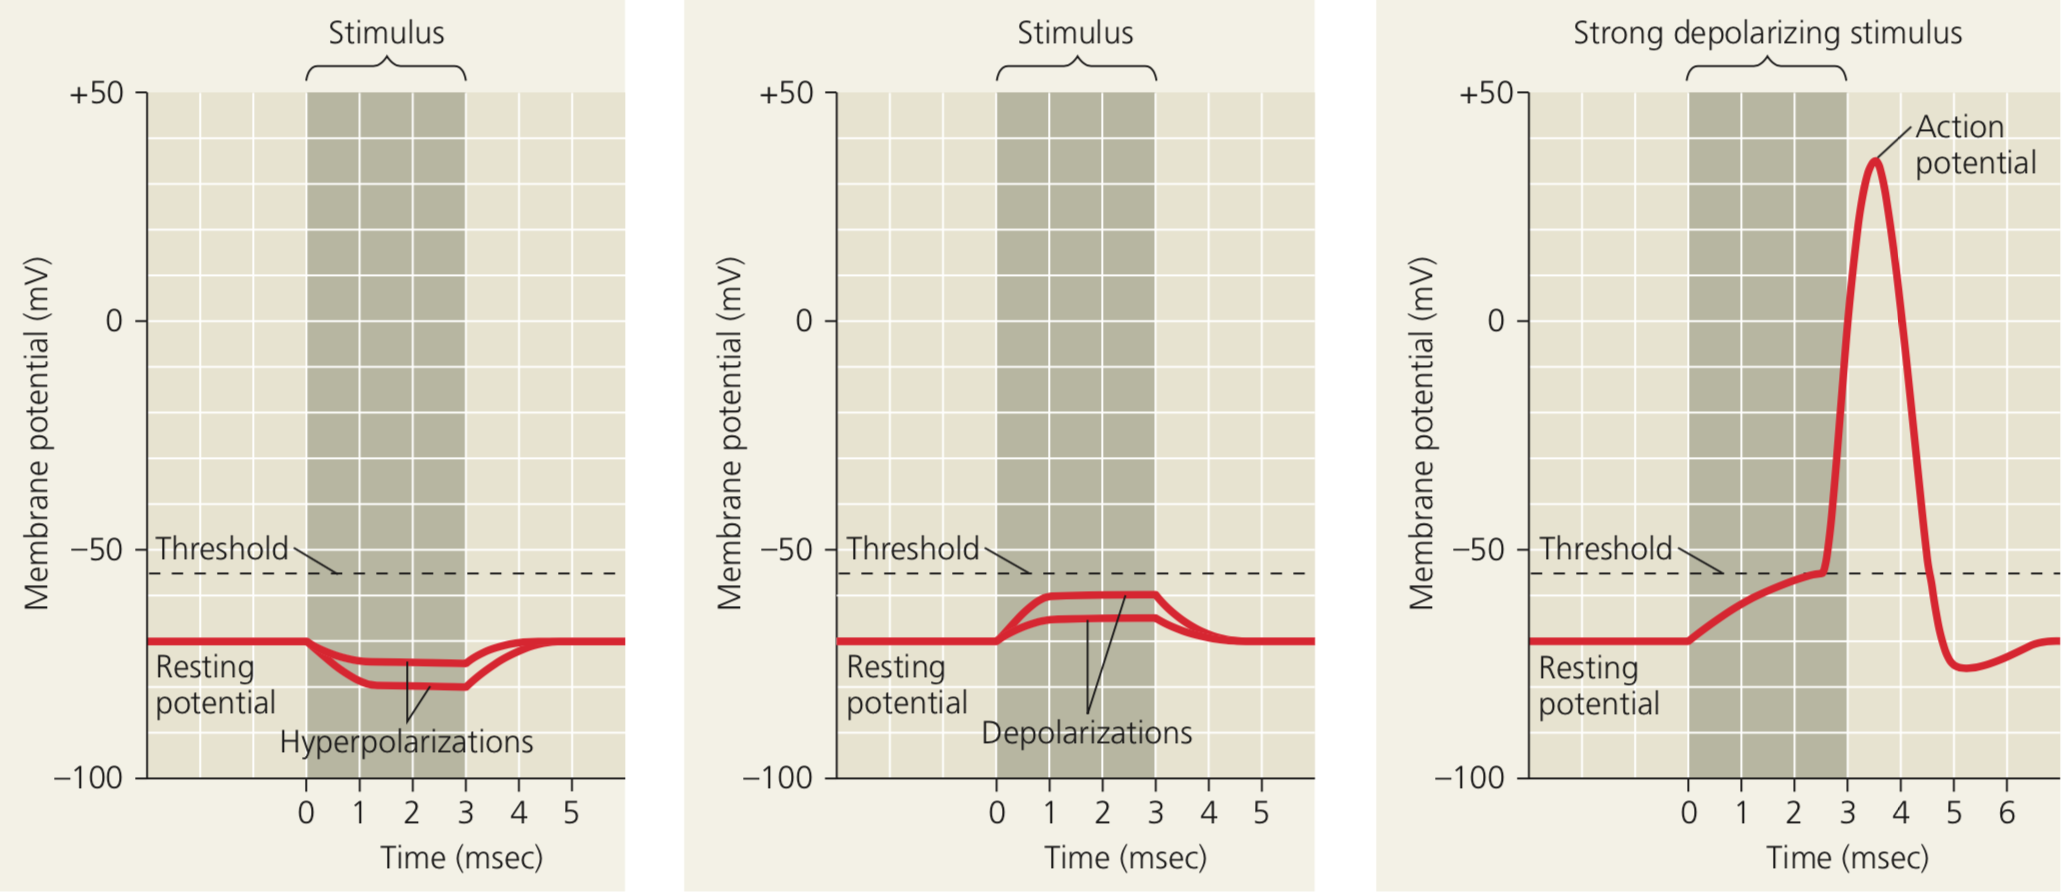 Stimulus
+50
0
−50
−100
Membrane potential (mV)
Threshold
Resting
potential
Hyperpolarizations
0 1 2 3 4 5
Time (msec)
Stimulus
+50
0
−50
−100
Membrane potential (mV)
Threshold
Resting
potential
Depolarizations
0 1 2 3 4 5
Time (msec)
Strong depolarizing stimulus
+50
0
−50
−100
Membrane potential (mV)
Action
potential
Threshold
Resting
potential
0 1 2 3 4 5 6
Time (msec)